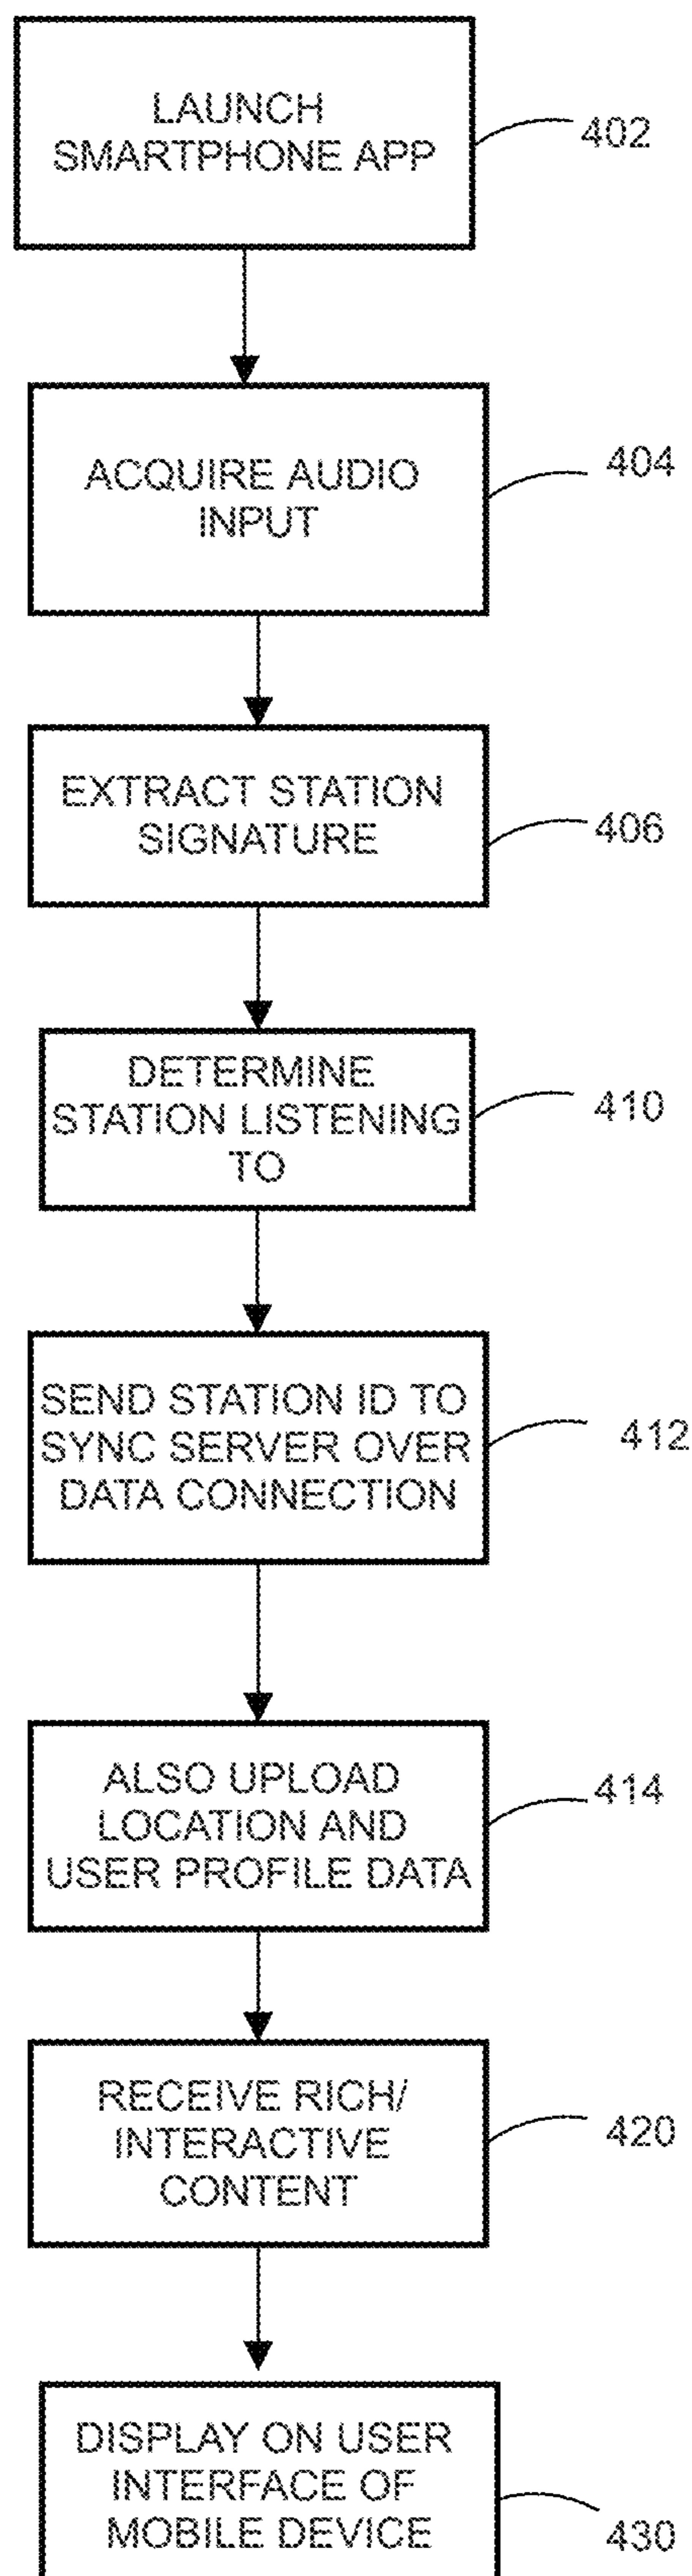 LAUNCH
SMARTPHONE APP
402
ACQUIRE AUDIO
INPUT
404
EXTRACT STATION
SIGNATURE
406
DETERMINE
STATION LISTENING
TO
410
SEND STATION ID TO
SYNC SERVER OVER
DATA CONNECTION
412
ALSO UPLOAD
LOCATION AND
USER PROFILE DATA
414
RECEIVE RICH/
INTERACTIVE
CONTENT
420
DISPLAY ON USER
INTERFACE OF
MOBILE DEVICE
430